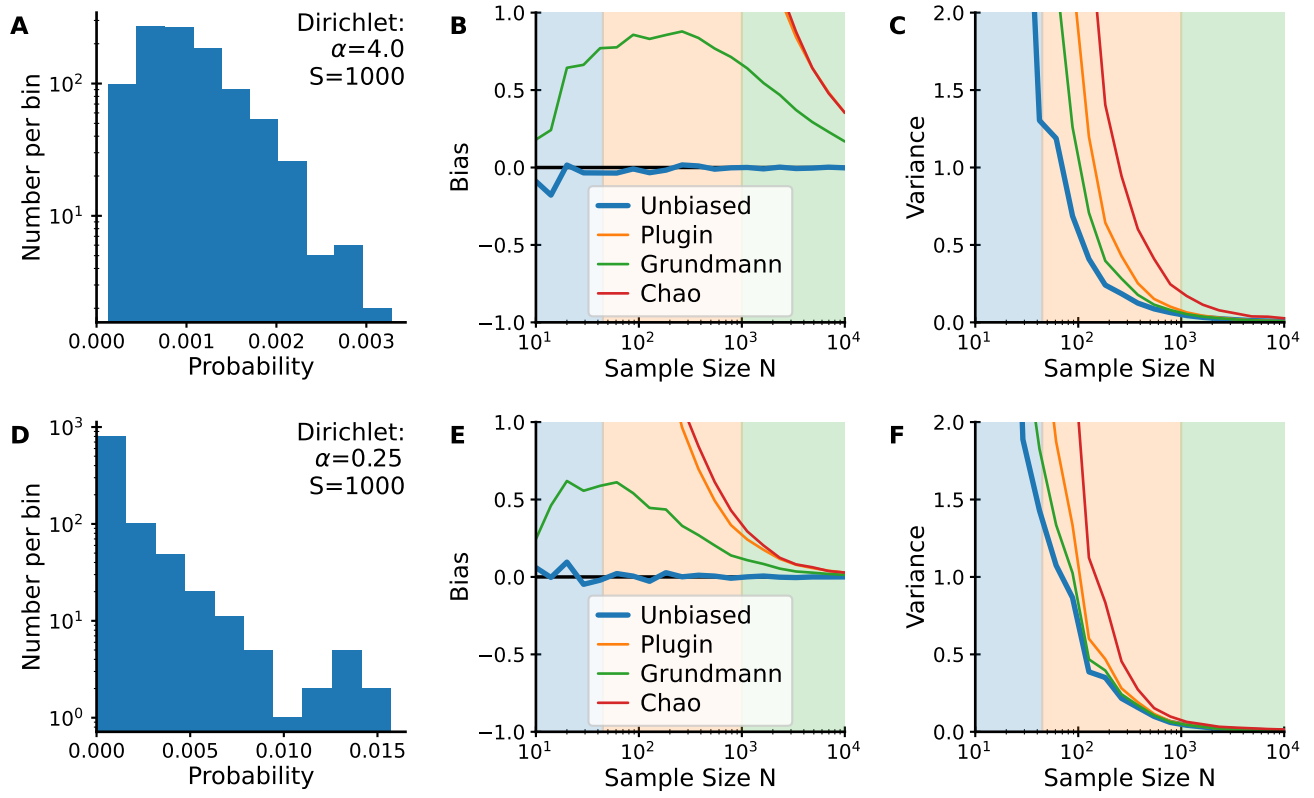 A
Dirichlet:
α=4.0
S=1000
Number per bin
10²
10¹
0.000
0.001
0.002
0.003
Probability
B
Bias
1.0
0.5
0.0
−0.5
−1.0
Unbiased
Plugin
Grundmann
Chao
10¹
10²
10³
10⁴
Sample Size N
C
Variance
2.0
1.5
1.0
0.5
0.0
10¹
10²
10³
10⁴
Sample Size N
D
Dirichlet:
α=0.25
S=1000
Number per bin
10³
10²
10¹
10⁰
0.000
0.005
0.010
0.015
Probability
E
Bias
1.0
0.5
0.0
−0.5
−1.0
Unbiased
Plugin
Grundmann
Chao
10¹
10²
10³
10⁴
Sample Size N
F
Variance
2.0
1.5
1.0
0.5
0.0
10¹
10²
10³
10⁴
Sample Size N